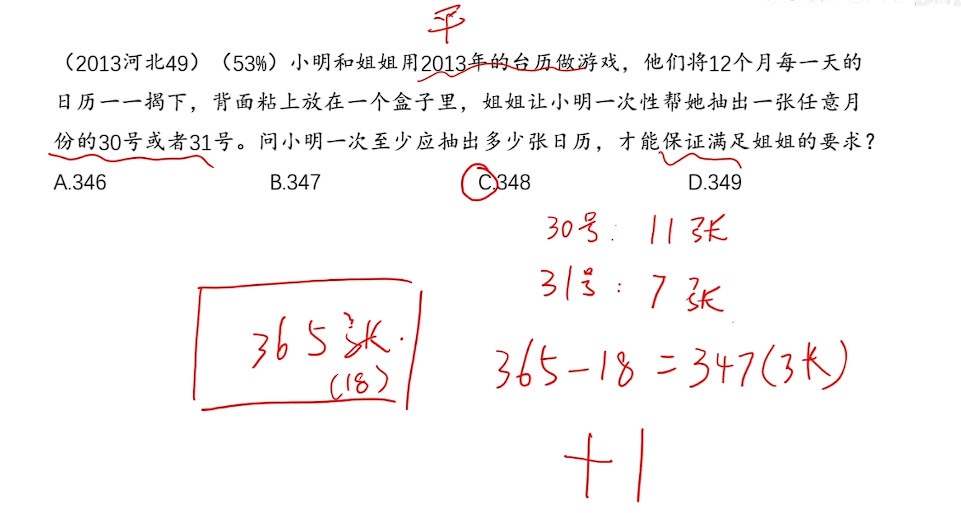 平
（2013河北49）（53%）小明和姐姐用2013年的台历做游戏，他们将12个月每一天的
日历一一揭下，背面粘上放在一个盒子里，姐姐让小明一次性帮她抽出一张任意月
份的30号或者31号。问小明一次至少应抽出多少张日历，才能保证满足姐姐的要求？
A.346 B.347 C.348 D.349
30号：11张
31号：7张
365张.
(18)
365-18=347(张)
+1